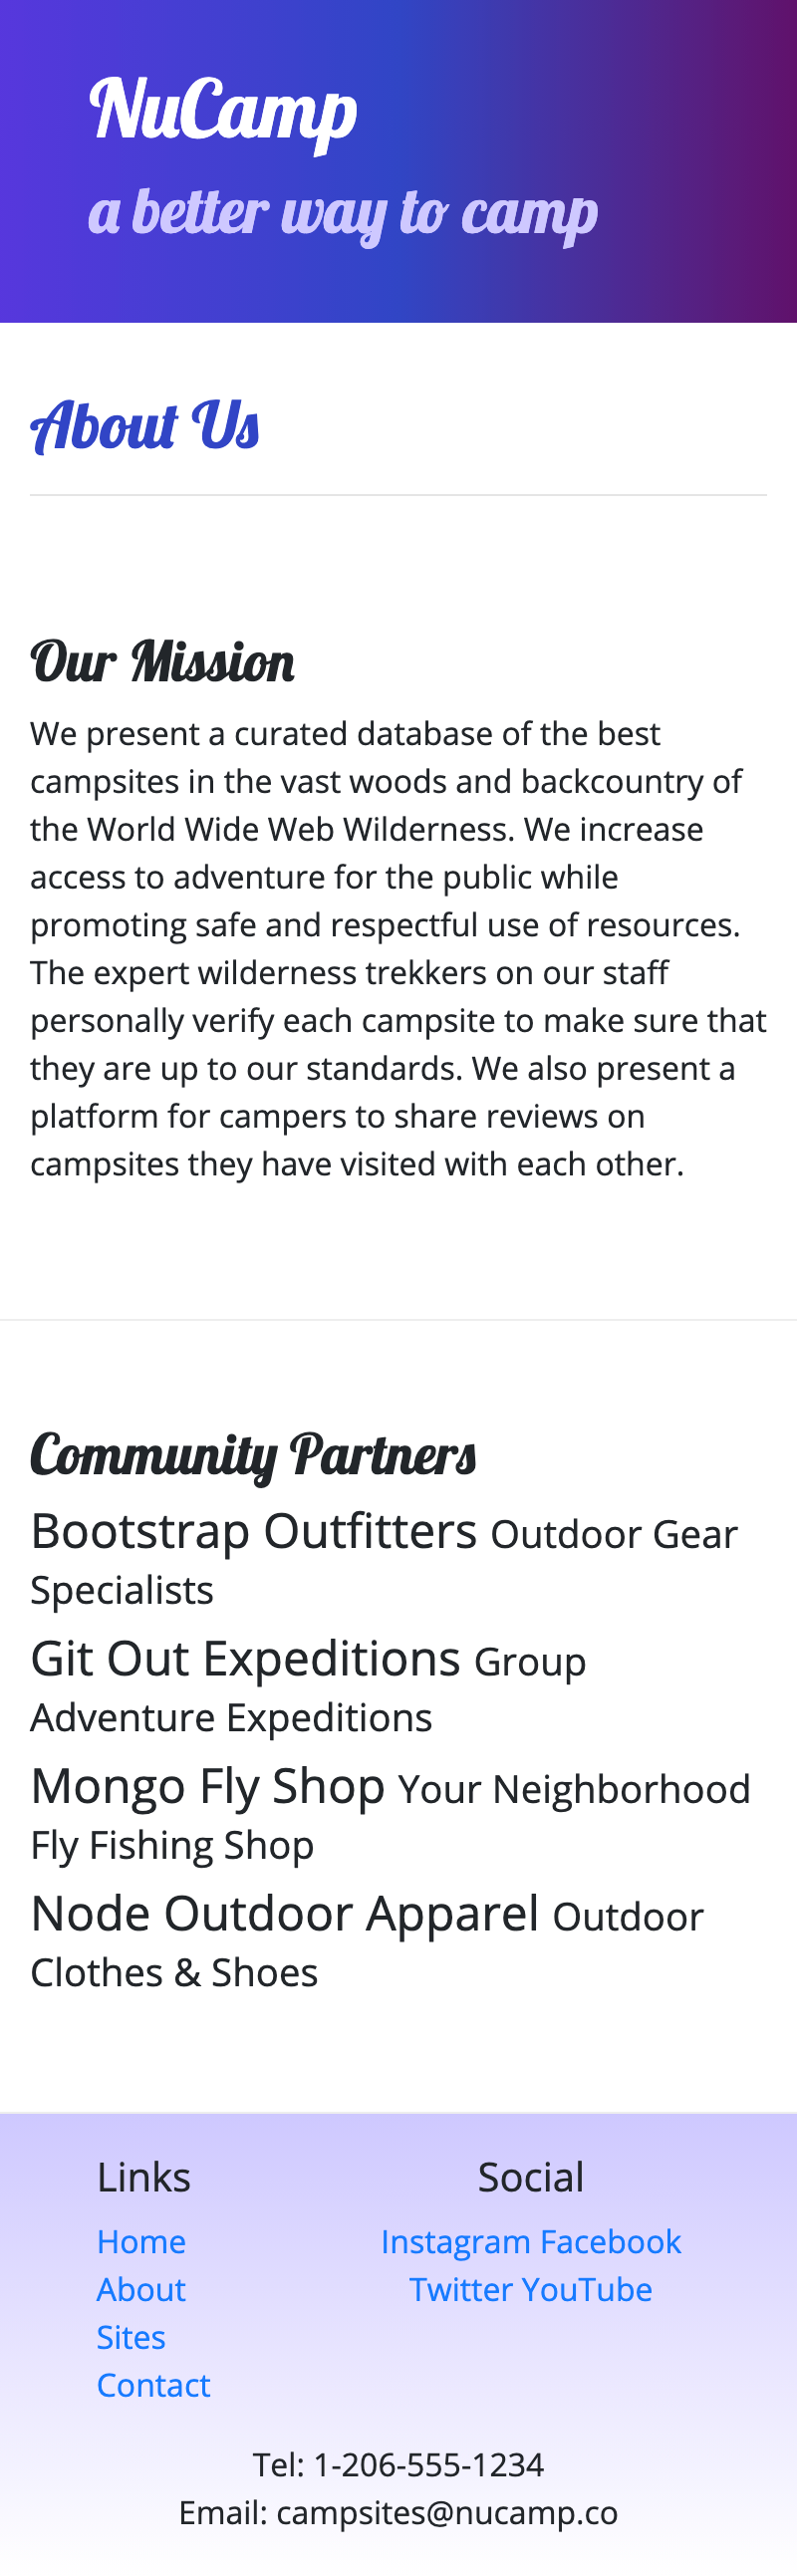 NuCamp
a better way to camp
About Us
Our Mission
We present a curated database of the best
campsites in the vast woods and backcountry of
the World Wide Web Wilderness. We increase
access to adventure for the public while
promoting safe and respectful use of resources.
The expert wilderness trekkers on our staff
personally verify each campsite to make sure that
they are up to our standards. We also present a
platform for campers to share reviews on
campsites they have visited with each other.
Community Partners
Bootstrap Outfitters Outdoor Gear
Specialists
Git Out Expeditions Group
Adventure Expeditions
Mongo Fly Shop Your Neighborhood
Fly Fishing Shop
Node Outdoor Apparel Outdoor
Clothes & Shoes
Links
Home
About
Sites
Contact
Social
Instagram Facebook
Twitter YouTube
Tel: 1-206-555-1234
Email: campsites@nucamp.co